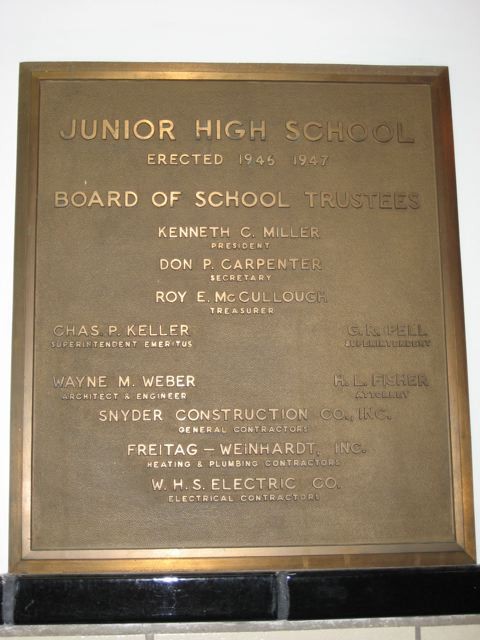 JUNIOR HIGH SCHOOL
ERECTED 1946 1947
BOARD OF SCHOOL TRUSTEES
KENNETH C. MILLER
PRESIDENT
DON P. CARPENTER
SECRETARY
ROY E. McCULLOUGH
TREASURER
CHAS. P. KELLER G. R. PELL
SUPERINTENDENT EMERITUS SUPERINTENDENT
WAYNE M. WEBER H. L. FISHER
ARCHITECT & ENGINEER ATTORNEY
SNYDER CONSTRUCTION CO., INC.
GENERAL CONTRACTORS
FREITAG - WEINHARDT, INC.
HEATING & PLUMBING CONTRACTORS
W. H. S. ELECTRIC CO.
ELECTRICAL CONTRACTORS